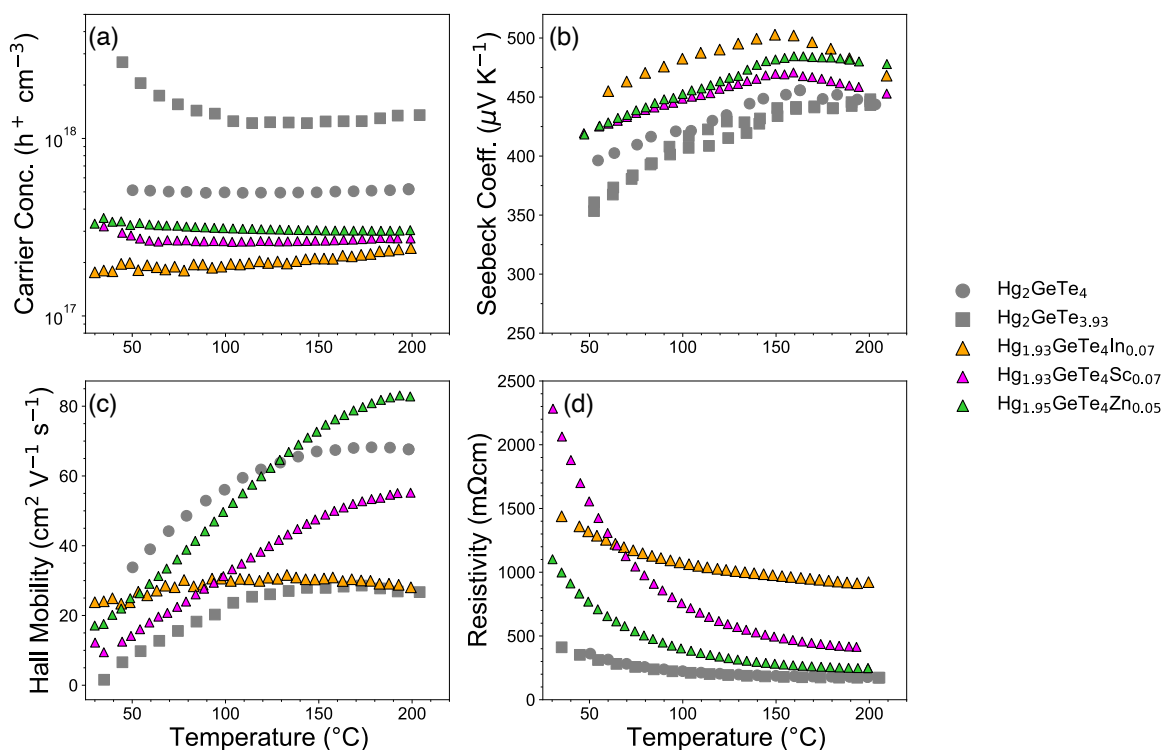 (a)
Carrier Conc. (h⁺ cm⁻³)
10¹⁸
10¹⁷
50 100 150 200
(b)
Seebeck Coeff. (μV K⁻¹)
500
450
400
350
300
250
50 100 150 200
Hg₂GeTe₄
Hg₂GeTe₃.₉₃
Hg₁.₉₃GeTe₄In₀.₀₇
Hg₁.₉₃GeTe₄Sc₀.₀₇
Hg₁.₉₅GeTe₄Zn₀.₀₅
(c)
Hall Mobility (cm² V⁻¹ s⁻¹)
80
60
40
20
0
50 100 150 200
Temperature (°C)
(d)
Resistivity (mΩcm)
2500
2000
1500
1000
500
0
50 100 150 200
Temperature (°C)